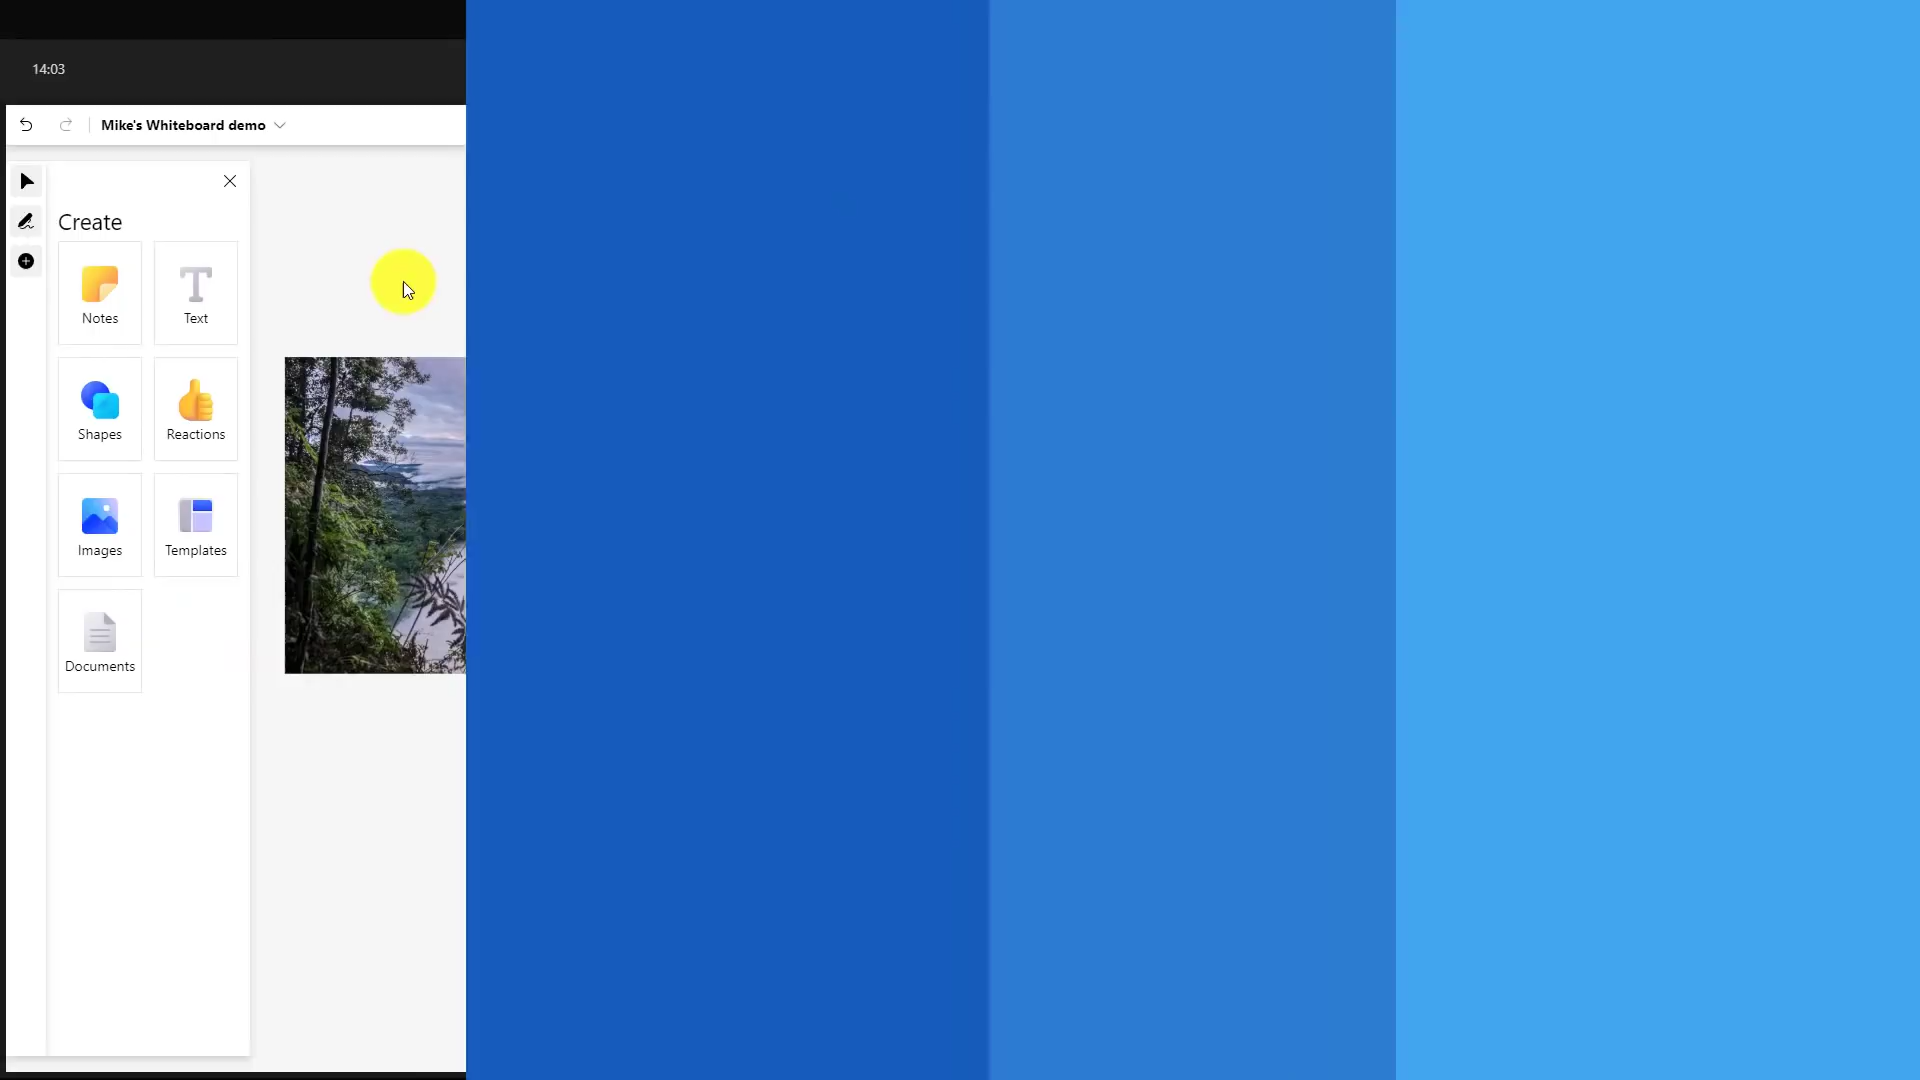 14:03
Mike's Whiteboard demo
Create
Notes
Text
Shapes
Reactions
Images
Templates
Documents